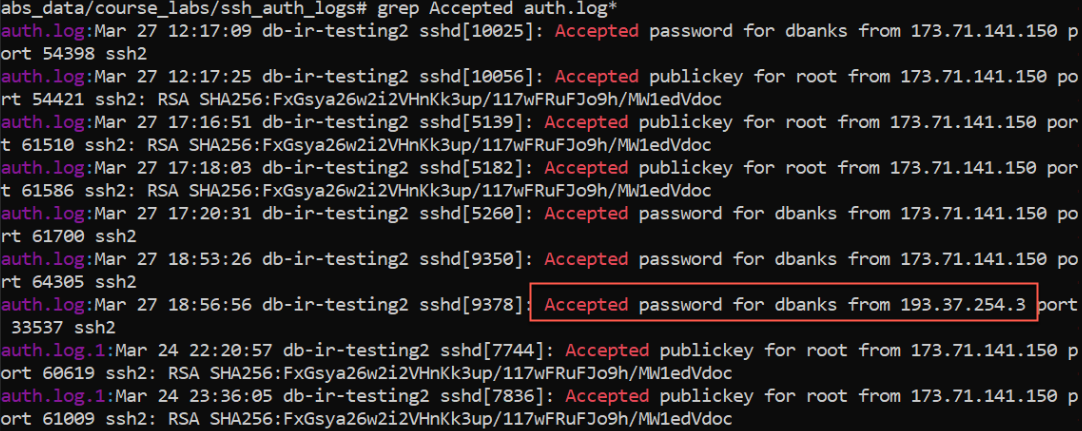 abs_data/course_labs/ssh_auth_logs# grep Accepted auth.log*
auth.log:Mar 27 12:17:09 db-ir-testing2 sshd[10025]: Accepted password for dbanks from 173.71.141.150 p
ort 54398 ssh2
auth.log:Mar 27 12:17:25 db-ir-testing2 sshd[10056]: Accepted publickey for root from 173.71.141.150 po
rt 54421 ssh2: RSA SHA256:FxGsya26w2i2VHnKk3up/117wFRuFJo9h/MW1edVdoc
auth.log:Mar 27 17:16:51 db-ir-testing2 sshd[5139]: Accepted publickey for root from 173.71.141.150 por
t 61510 ssh2: RSA SHA256:FxGsya26w2i2VHnKk3up/117wFRuFJo9h/MW1edVdoc
auth.log:Mar 27 17:18:03 db-ir-testing2 sshd[5182]: Accepted publickey for root from 173.71.141.150 por
t 61586 ssh2: RSA SHA256:FxGsya26w2i2VHnKk3up/117wFRuFJo9h/MW1edVdoc
auth.log:Mar 27 17:20:31 db-ir-testing2 sshd[5260]: Accepted password for dbanks from 173.71.141.150 po
rt 61700 ssh2
auth.log:Mar 27 18:53:26 db-ir-testing2 sshd[9350]: Accepted password for dbanks from 173.71.141.150 po
rt 64305 ssh2
auth.log:Mar 27 18:56:56 db-ir-testing2 sshd[9378]: Accepted password for dbanks from 193.37.254.3 port
 33537 ssh2
auth.log.1:Mar 24 22:20:57 db-ir-testing2 sshd[7744]: Accepted publickey for root from 173.71.141.150 p
ort 60619 ssh2: RSA SHA256:FxGsya26w2i2VHnKk3up/117wFRuFJo9h/MW1edVdoc
auth.log.1:Mar 24 23:36:05 db-ir-testing2 sshd[7836]: Accepted publickey for root from 173.71.141.150 p
ort 61009 ssh2: RSA SHA256:FxGsya26w2i2VHnKk3up/117wFRuFJo9h/MW1edVdoc